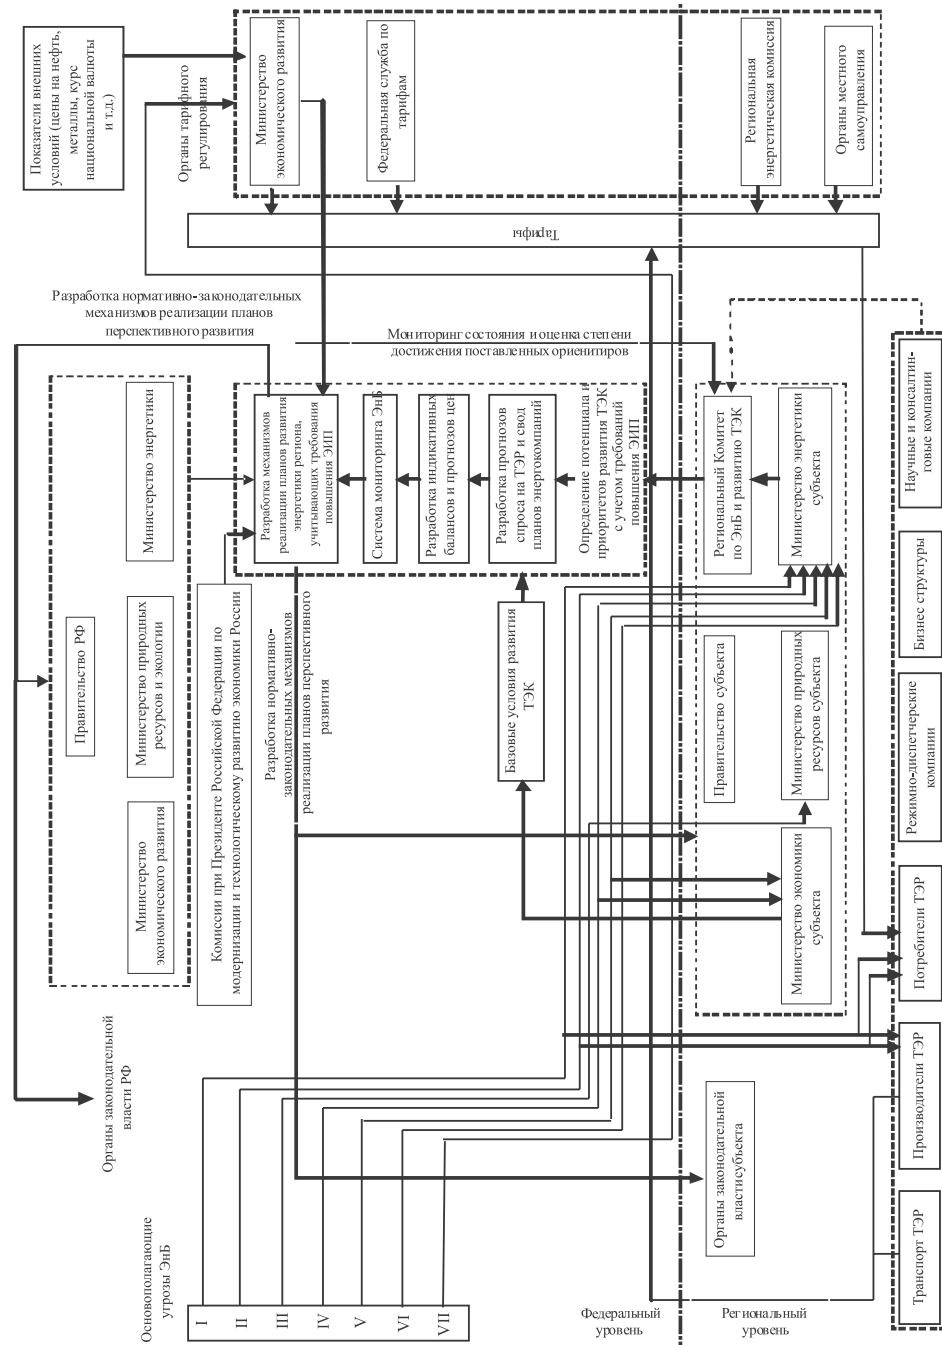 Основополагающие
угрозы ЭнБ
I
II
III
IV
V
VI
VII
Федеральный
уровень
Региональный
уровень
Органы законодательной
власти РФ
Правительство РФ
Министерство
экономического развития
Министерство природных
ресурсов и экологии
Министерство энергетики
Комиссии при Президенте Российской Федерации по
модернизации и технологическому развитию экономики России
Разработка нормативно-законодательных
механизмов реализации планов
перспективного развития
Показатели внешних
условий (цены на нефть,
металлы, курс
национальной валюты
и т.д.)
Органы тарифного
регулирования
Министерство
экономического развития
Федеральная служба по
тарифам
Региональная
энергетическая комиссия
Органы местного
самоуправления
Тарифы
Мониторинг состояния и оценка степени
достижения поставленных ориенитиров
Разработка механизмов
реализации планов развития
энергетики региона,
учитывающих требования
повышения ЭИП
Система мониторинга ЭнБ
Разработка индикативных
балансов и прогнозов цен
Разработка прогнозов
спроса на ТЭР и свод
планов энергокомпаний
Определение потенциала и
приоритетов развития ТЭК
с учетом требований
повышения ЭИП
Разработка нормативно-
законодательных механизмов
реализации планов перспективного
развития
Базовые условия развития
ТЭК
Региональный Комитет
по ЭнБ и развитию ТЭК
Министерство энергетики
субъекта
Правительство субъекта
Министерство природных
ресурсов субъекта
Министерство экономики
субъекта
Органы законодательной
властисубъекта
Транспорт ТЭР
Производители ТЭР
Потребители ТЭР
Режимно-диспетчерские
компании
Бизнес структуры
Научные и консалтин-
говые компании